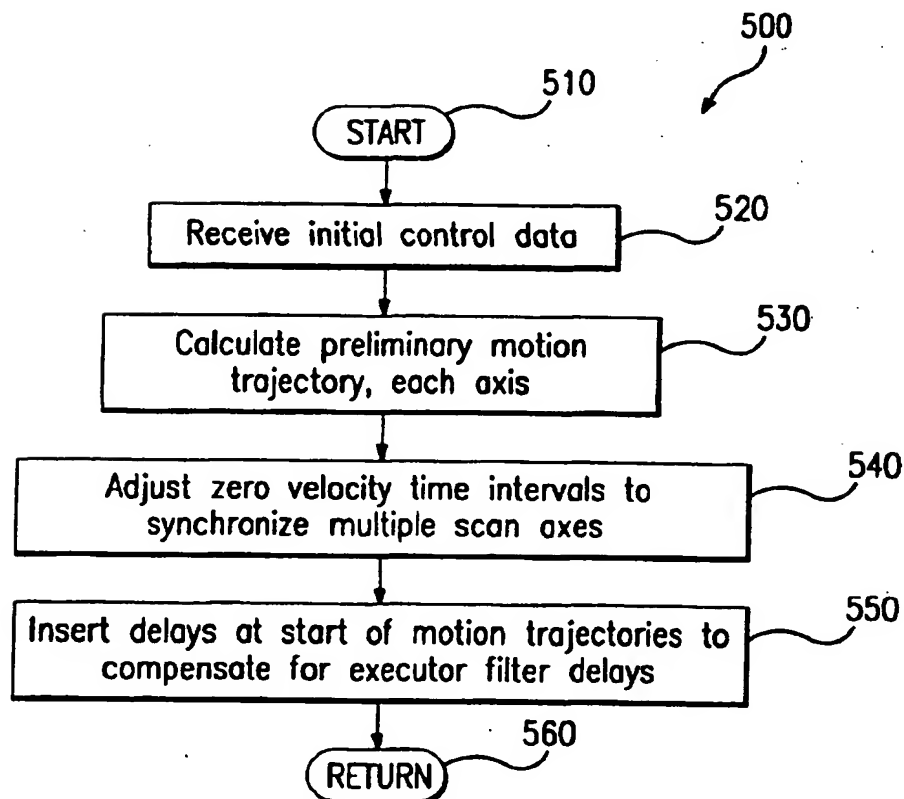 500
510
START
520
Receive initial control data
530
Calculate preliminary motion
trajectory, each axis
540
Adjust zero velocity time intervals to
synchronize multiple scan axes
550
Insert delays at start of motion trajectories to
compensate for executor filter delays
560
RETURN